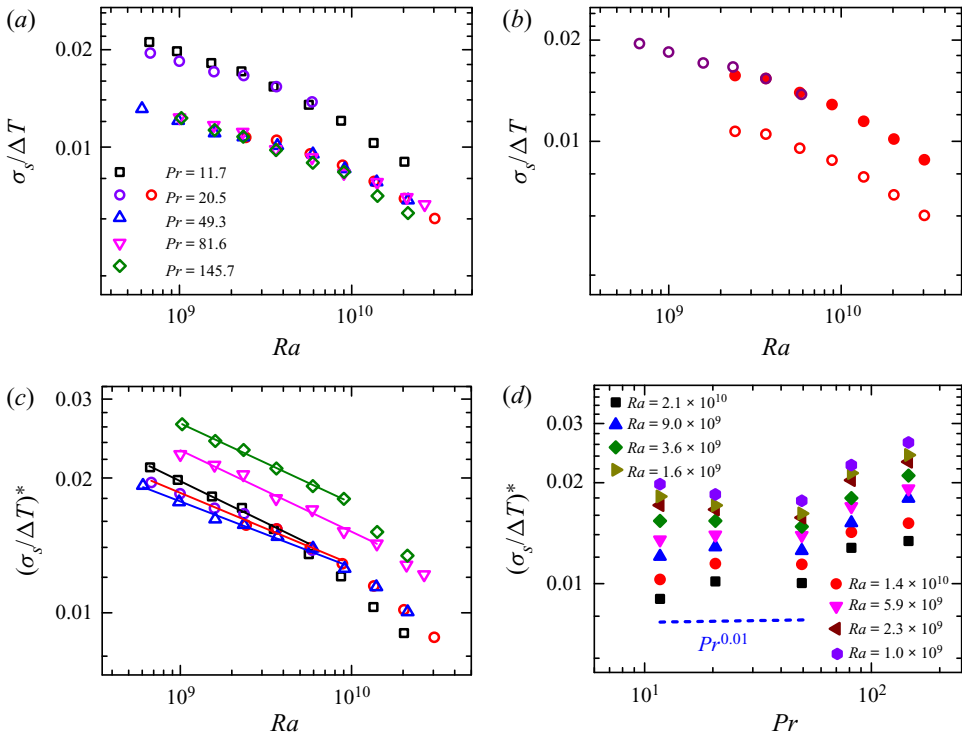 (a)
0.02
0.01
σs/ΔT
Pr = 11.7
Pr = 20.5
Pr = 49.3
Pr = 81.6
Pr = 145.7
10⁹
10¹⁰
Ra
(b)
0.02
0.01
σs/ΔT
10⁹
10¹⁰
Ra
(c)
0.03
0.02
0.01
(σs/ΔT)*
10⁹
10¹⁰
Ra
(d)
0.03
0.02
0.01
(σs/ΔT)*
Ra = 2.1 × 10¹⁰
Ra = 9.0 × 10⁹
Ra = 3.6 × 10⁹
Ra = 1.6 × 10⁹
Ra = 1.4 × 10¹⁰
Ra = 5.9 × 10⁹
Ra = 2.3 × 10⁹
Ra = 1.0 × 10⁹
Pr⁰·⁰¹
10¹
10²
Pr